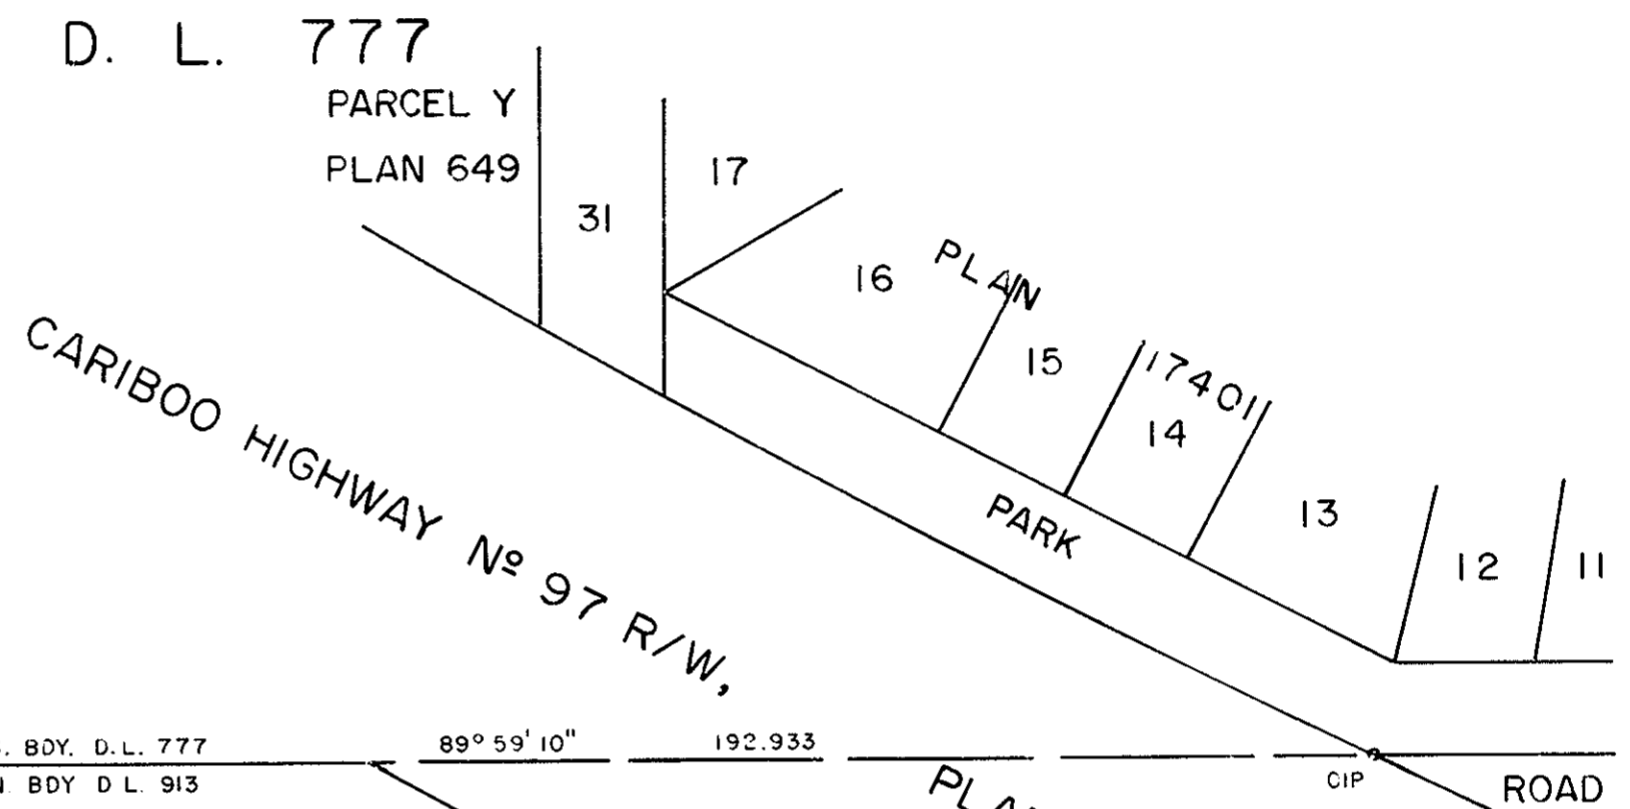 D. L. 777
PARCEL Y
PLAN 649
31
17
16
PLAN
15
17401
14
13
12
11
PARK
CARIBOO HIGHWAY Nº 97 R/W,
. BDY. D.L. 777
89° 59' 10"
192.933
. BDY D L. 913
CIP
ROAD